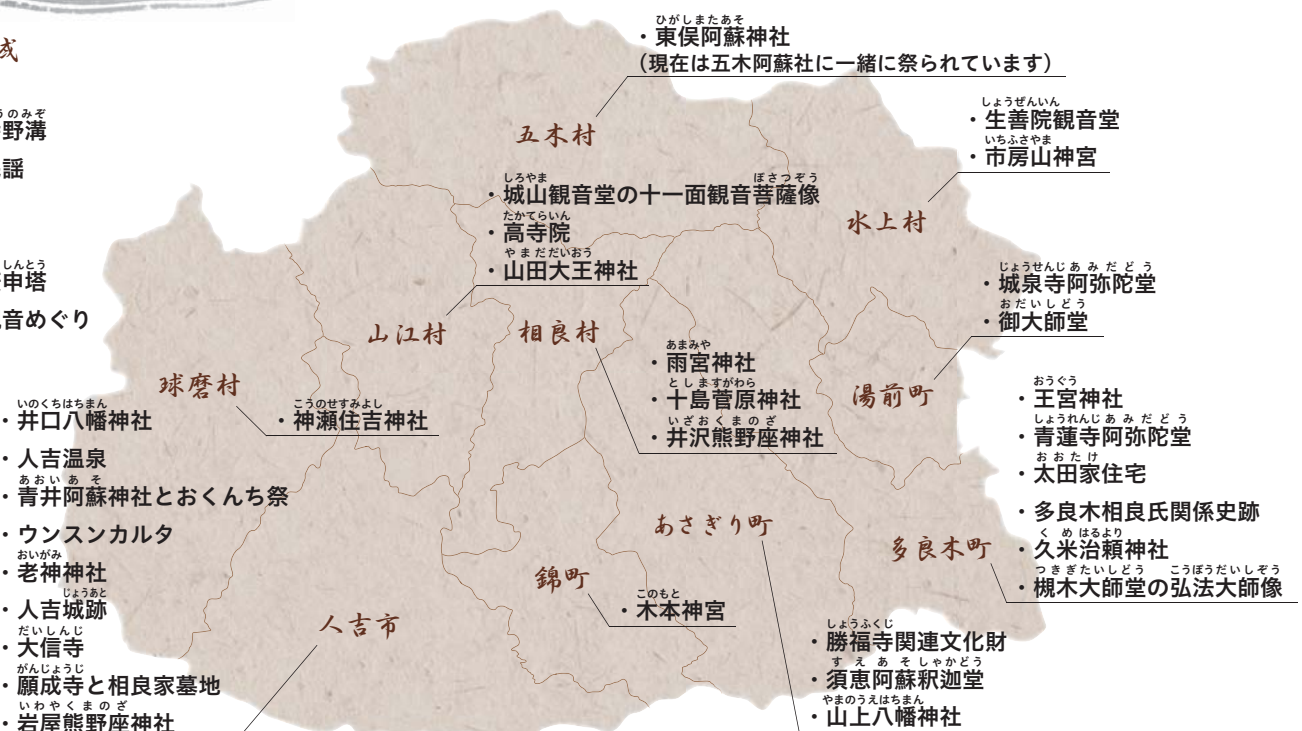 成
うのみぞ
野溝
謡
しんとう
申塔
音めぐり
ひがしまたあそ
・東俣阿蘇神社
（現在は五木阿蘇社に一緒に祭られています）
五木村
しょうぜんいん
・生善院観音堂
いちふさやま
・市房山神宮
水上村
しろやま　ぼさつぞう
・城山観音堂の十一面観音菩薩像
たかてらいん
・高寺院
やまだだいおう
・山田大王神社
山江村
相良村
あまみや
・雨宮神社
としますがわら
・十島菅原神社
いざおくまのざ
・井沢熊野座神社
じょうせんじあみだどう
・城泉寺阿弥陀堂
おだいしどう
・御大師堂
湯前町
球磨村
こうのせすみよし
・神瀬住吉神社
いのくちはちまん
・井口八幡神社
・人吉温泉
あおいあそ
・青井阿蘇神社とおくんち祭
・ウンスンカルタ
おいがみ
・老神神社
じょうあと
・人吉城跡
だいしんじ
・大信寺
がんじょうじ
・願成寺と相良家墓地
いわやくまのざ
・岩屋熊野座神社
人吉市
錦町
このもと
・木本神宮
あさぎり町
しょうふくじ
・勝福寺関連文化財
すえあそしゃかどう
・須恵阿蘇釈迦堂
やまのうえはちまん
・山上八幡神社
多良木町
おうぐう
・王宮神社
しょうれんじあみだどう
・青蓮寺阿弥陀堂
おおたけ
・太田家住宅
・多良木相良氏関係史跡
くめはるより
・久米治頼神社
つきぎたいしどう　こうぼうだいしぞう
・槻木大師堂の弘法大師像